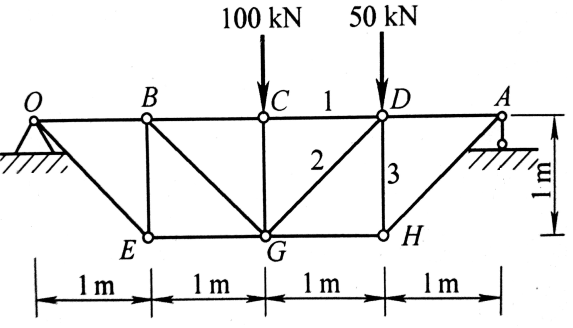 100 kN 50 kN
O B C 1 D A
2 3 1 m
E G H
1 m 1 m 1 m 1 m